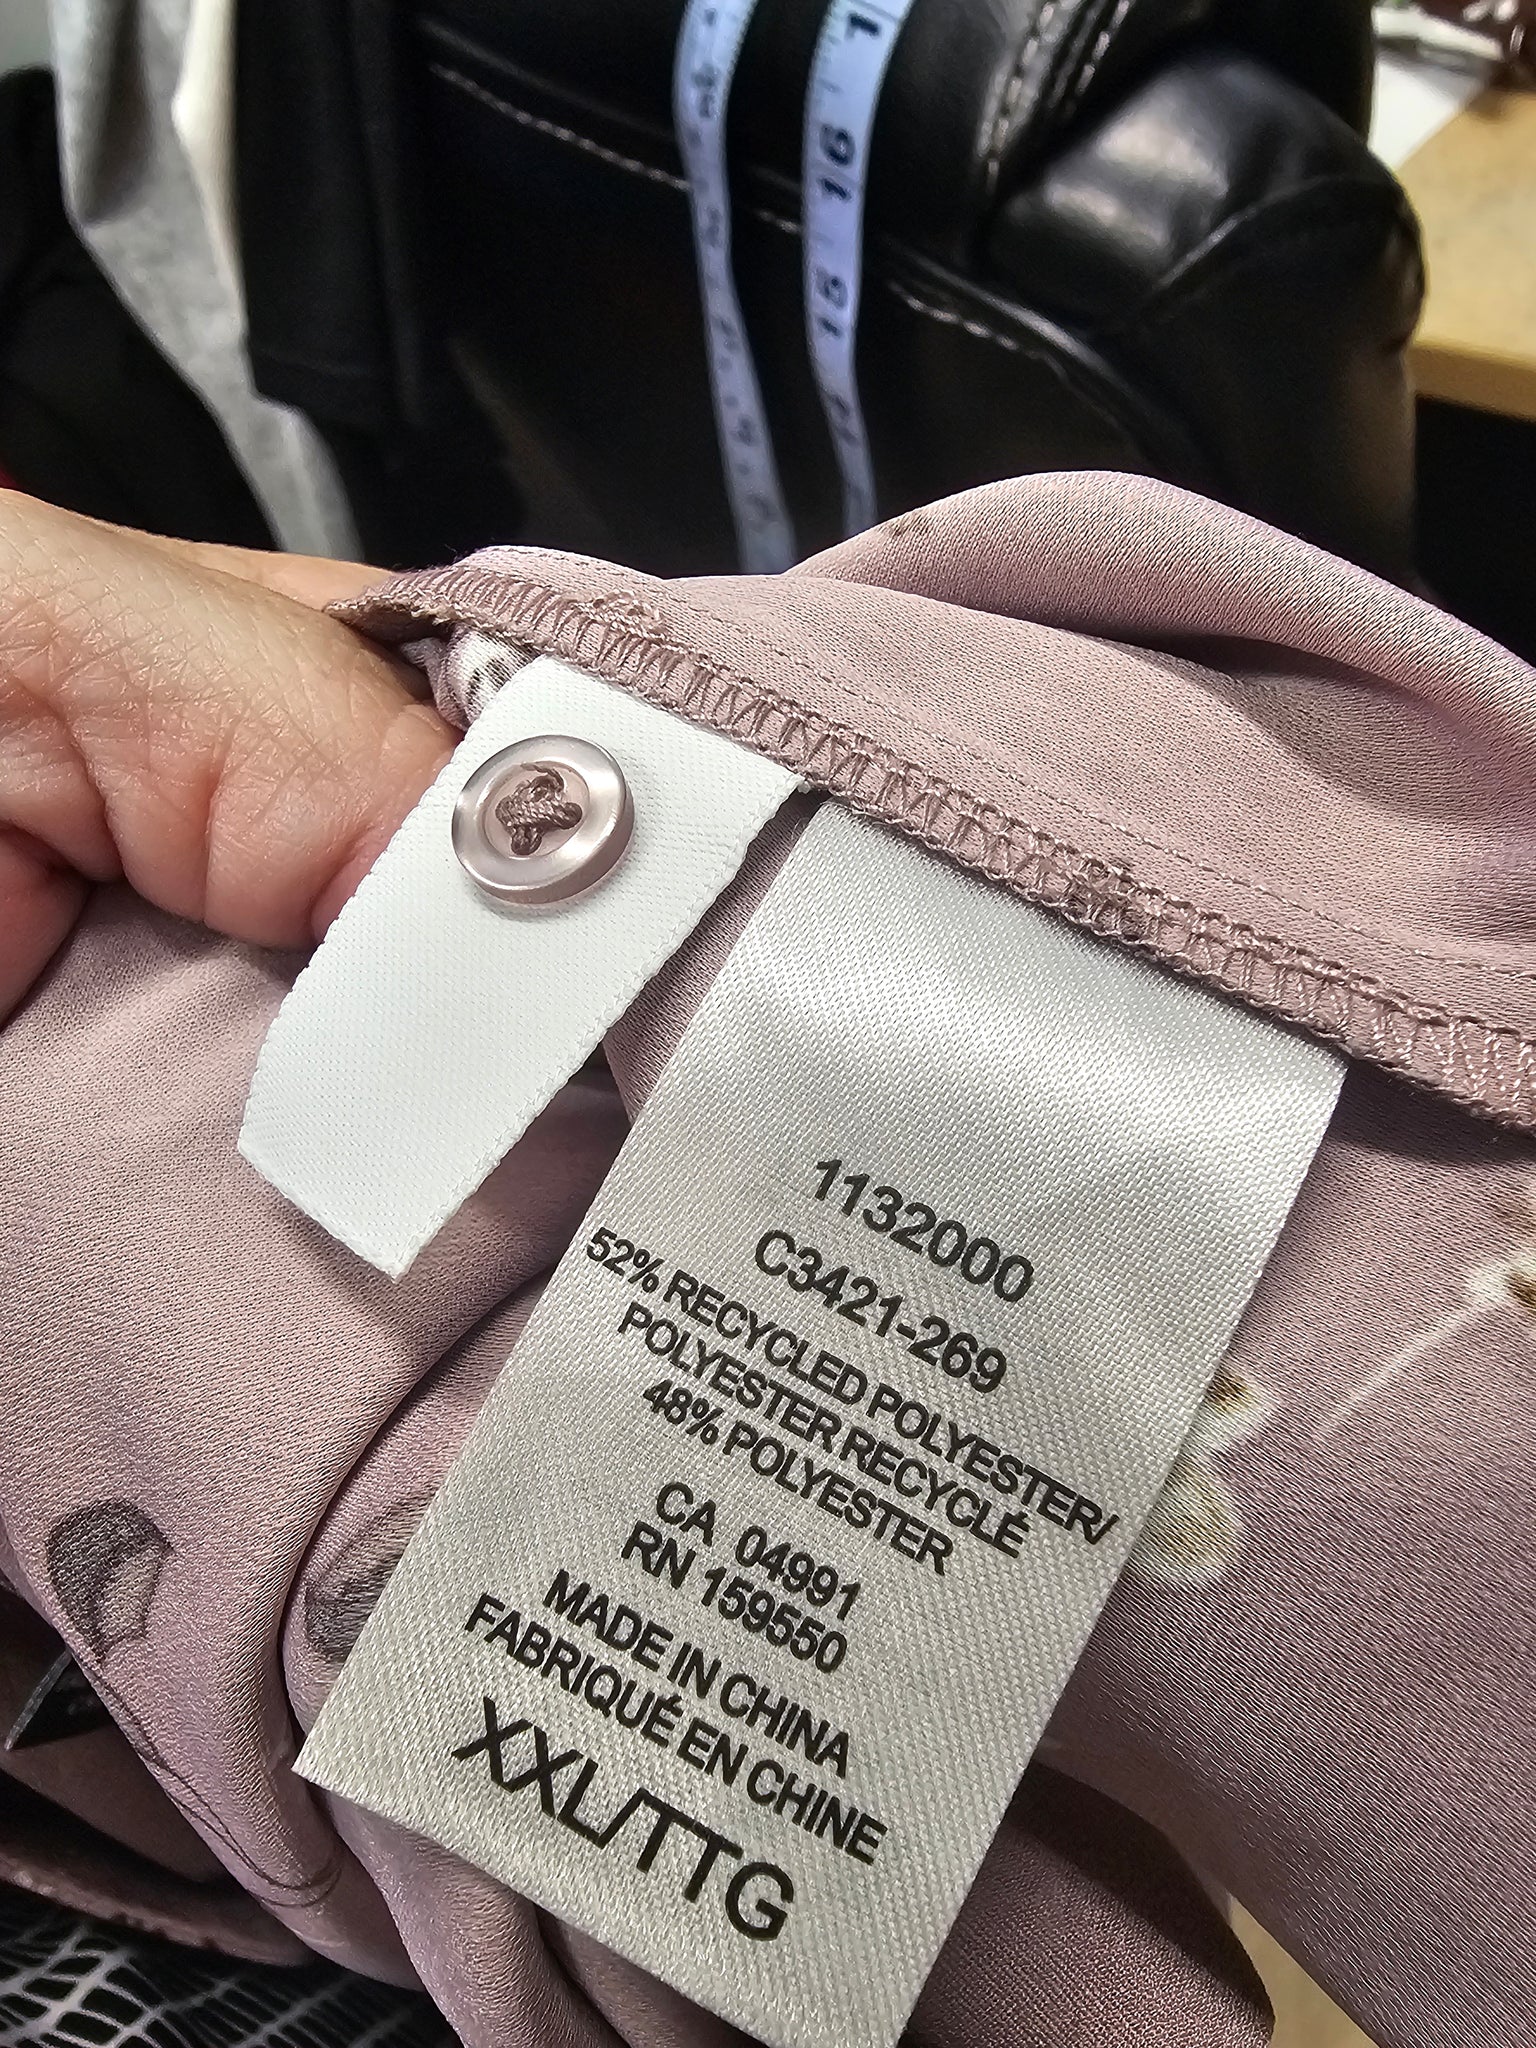 1132000
C3421-269
52% RECYCLED POLYESTER/
POLYESTER RECYCLÉ
48% POLYESTER
CA 04991
RN 159550
MADE IN CHINA
FABRIQUÉ EN CHINE
XXL/TTG